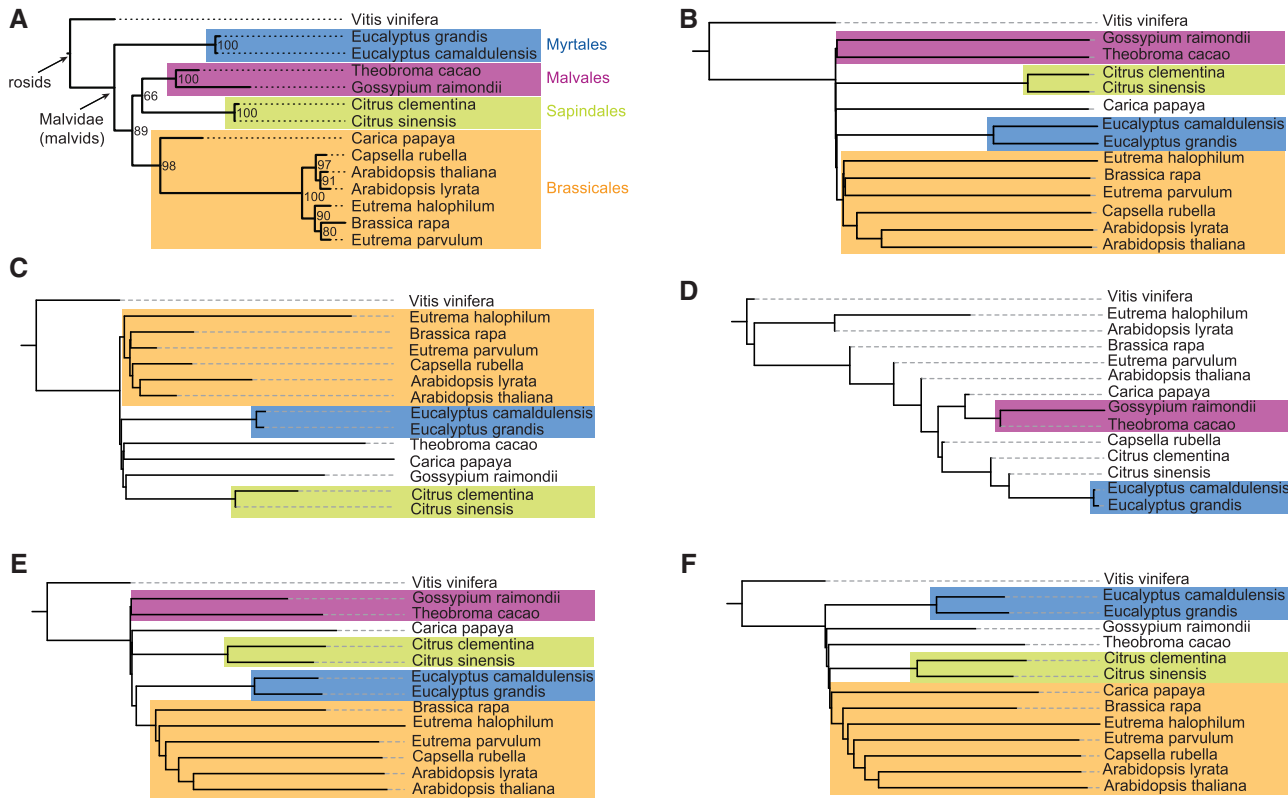 A
Vitis vinifera
Eucalyptus grandis
100
Eucalyptus camaldulensis
Myrtales
rosids
Theobroma cacao
100
Gossypium raimondii
Malvales
66
Malvidae
(malvids)
Citrus clementina
100
Citrus sinensis
Sapindales
89
Carica papaya
98
Capsella rubella
97
Arabidopsis thaliana
91
Arabidopsis lyrata
100
Brassicales
Eutrema halophilum
90
Brassica rapa
80
Eutrema parvulum
B
Vitis vinifera
Gossypium raimondii
Theobroma cacao
Citrus clementina
Citrus sinensis
Carica papaya
Eucalyptus camaldulensis
Eucalyptus grandis
Eutrema halophilum
Brassica rapa
Eutrema parvulum
Capsella rubella
Arabidopsis lyrata
Arabidopsis thaliana
C
Vitis vinifera
Eutrema halophilum
Brassica rapa
Eutrema parvulum
Capsella rubella
Arabidopsis lyrata
Arabidopsis thaliana
Eucalyptus camaldulensis
Eucalyptus grandis
Theobroma cacao
Carica papaya
Gossypium raimondii
Citrus clementina
Citrus sinensis
D
Vitis vinifera
Eutrema halophilum
Arabidopsis lyrata
Brassica rapa
Eutrema parvulum
Arabidopsis thaliana
Carica papaya
Gossypium raimondii
Theobroma cacao
Capsella rubella
Citrus clementina
Citrus sinensis
Eucalyptus camaldulensis
Eucalyptus grandis
E
Vitis vinifera
Gossypium raimondii
Theobroma cacao
Carica papaya
Citrus clementina
Citrus sinensis
Eucalyptus camaldulensis
Eucalyptus grandis
Brassica rapa
Eutrema halophilum
Eutrema parvulum
Capsella rubella
Arabidopsis lyrata
Arabidopsis thaliana
F
Vitis vinifera
Eucalyptus camaldulensis
Eucalyptus grandis
Gossypium raimondii
Theobroma cacao
Citrus clementina
Citrus sinensis
Carica papaya
Brassica rapa
Eutrema halophilum
Eutrema parvulum
Capsella rubella
Arabidopsis lyrata
Arabidopsis thaliana